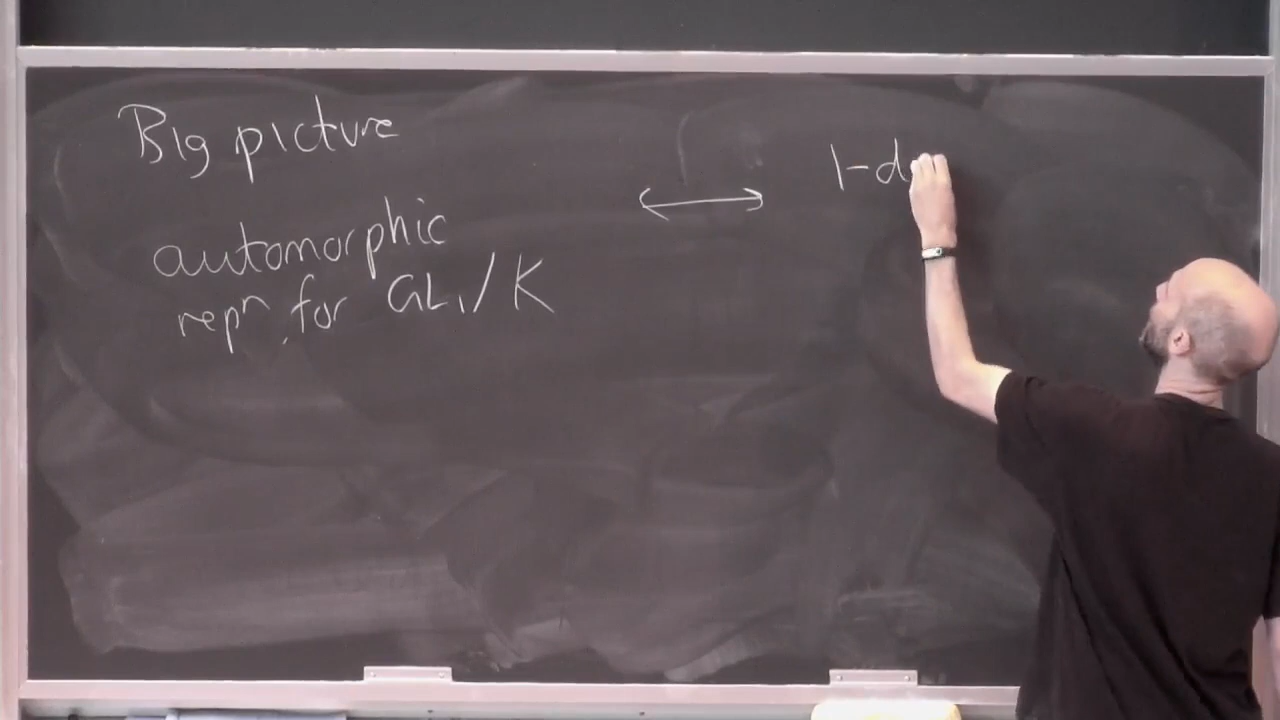 Big picture
⟷ 1-d
automorphic
repn for GL₁/K